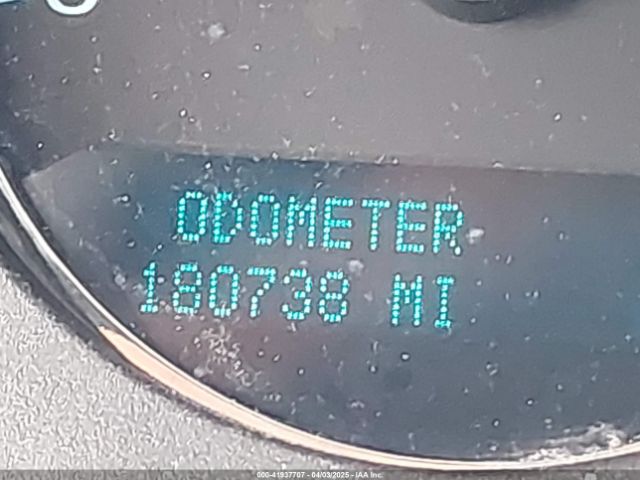 ODOMETER
180738 MI
000-41937707 - 04/03/2025 - IAA Inc.